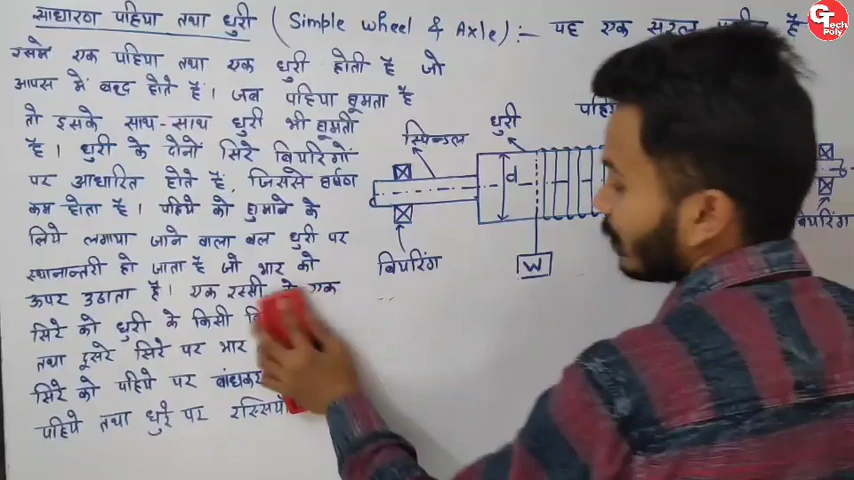 साधारण पहिया तथा धुरी ( Simple wheel & Axle ) :- यह एक सरल है
इसमे एक पहिया तथा एक धुरी होती है जो
आपस में बद्द होते हैं। जब पहिया घूमता है
तो इसके साथ-साथ धुरी भी घूमती
है। धुरी के दोनो सिरे बियरिंगों
पर आधारित होते हैं, जिससे घर्षण
कम होता है। पहिये को घुमाने के
लिये लगाया जाने वाला बल धुरी पर
स्थानान्तरी हो जाता है जो भार को
ऊपर उठाता है। एक रस्सी के एक
सिरे को धुरी के किसी
तथा दूसरे सिरे पर भार
सिरे को पहिये पर बांधकर
पहिये तथा धुरे पर
स्पिन्डल
धुरी
d
बियरिंग
W
बियरिंग
GTech
Poly